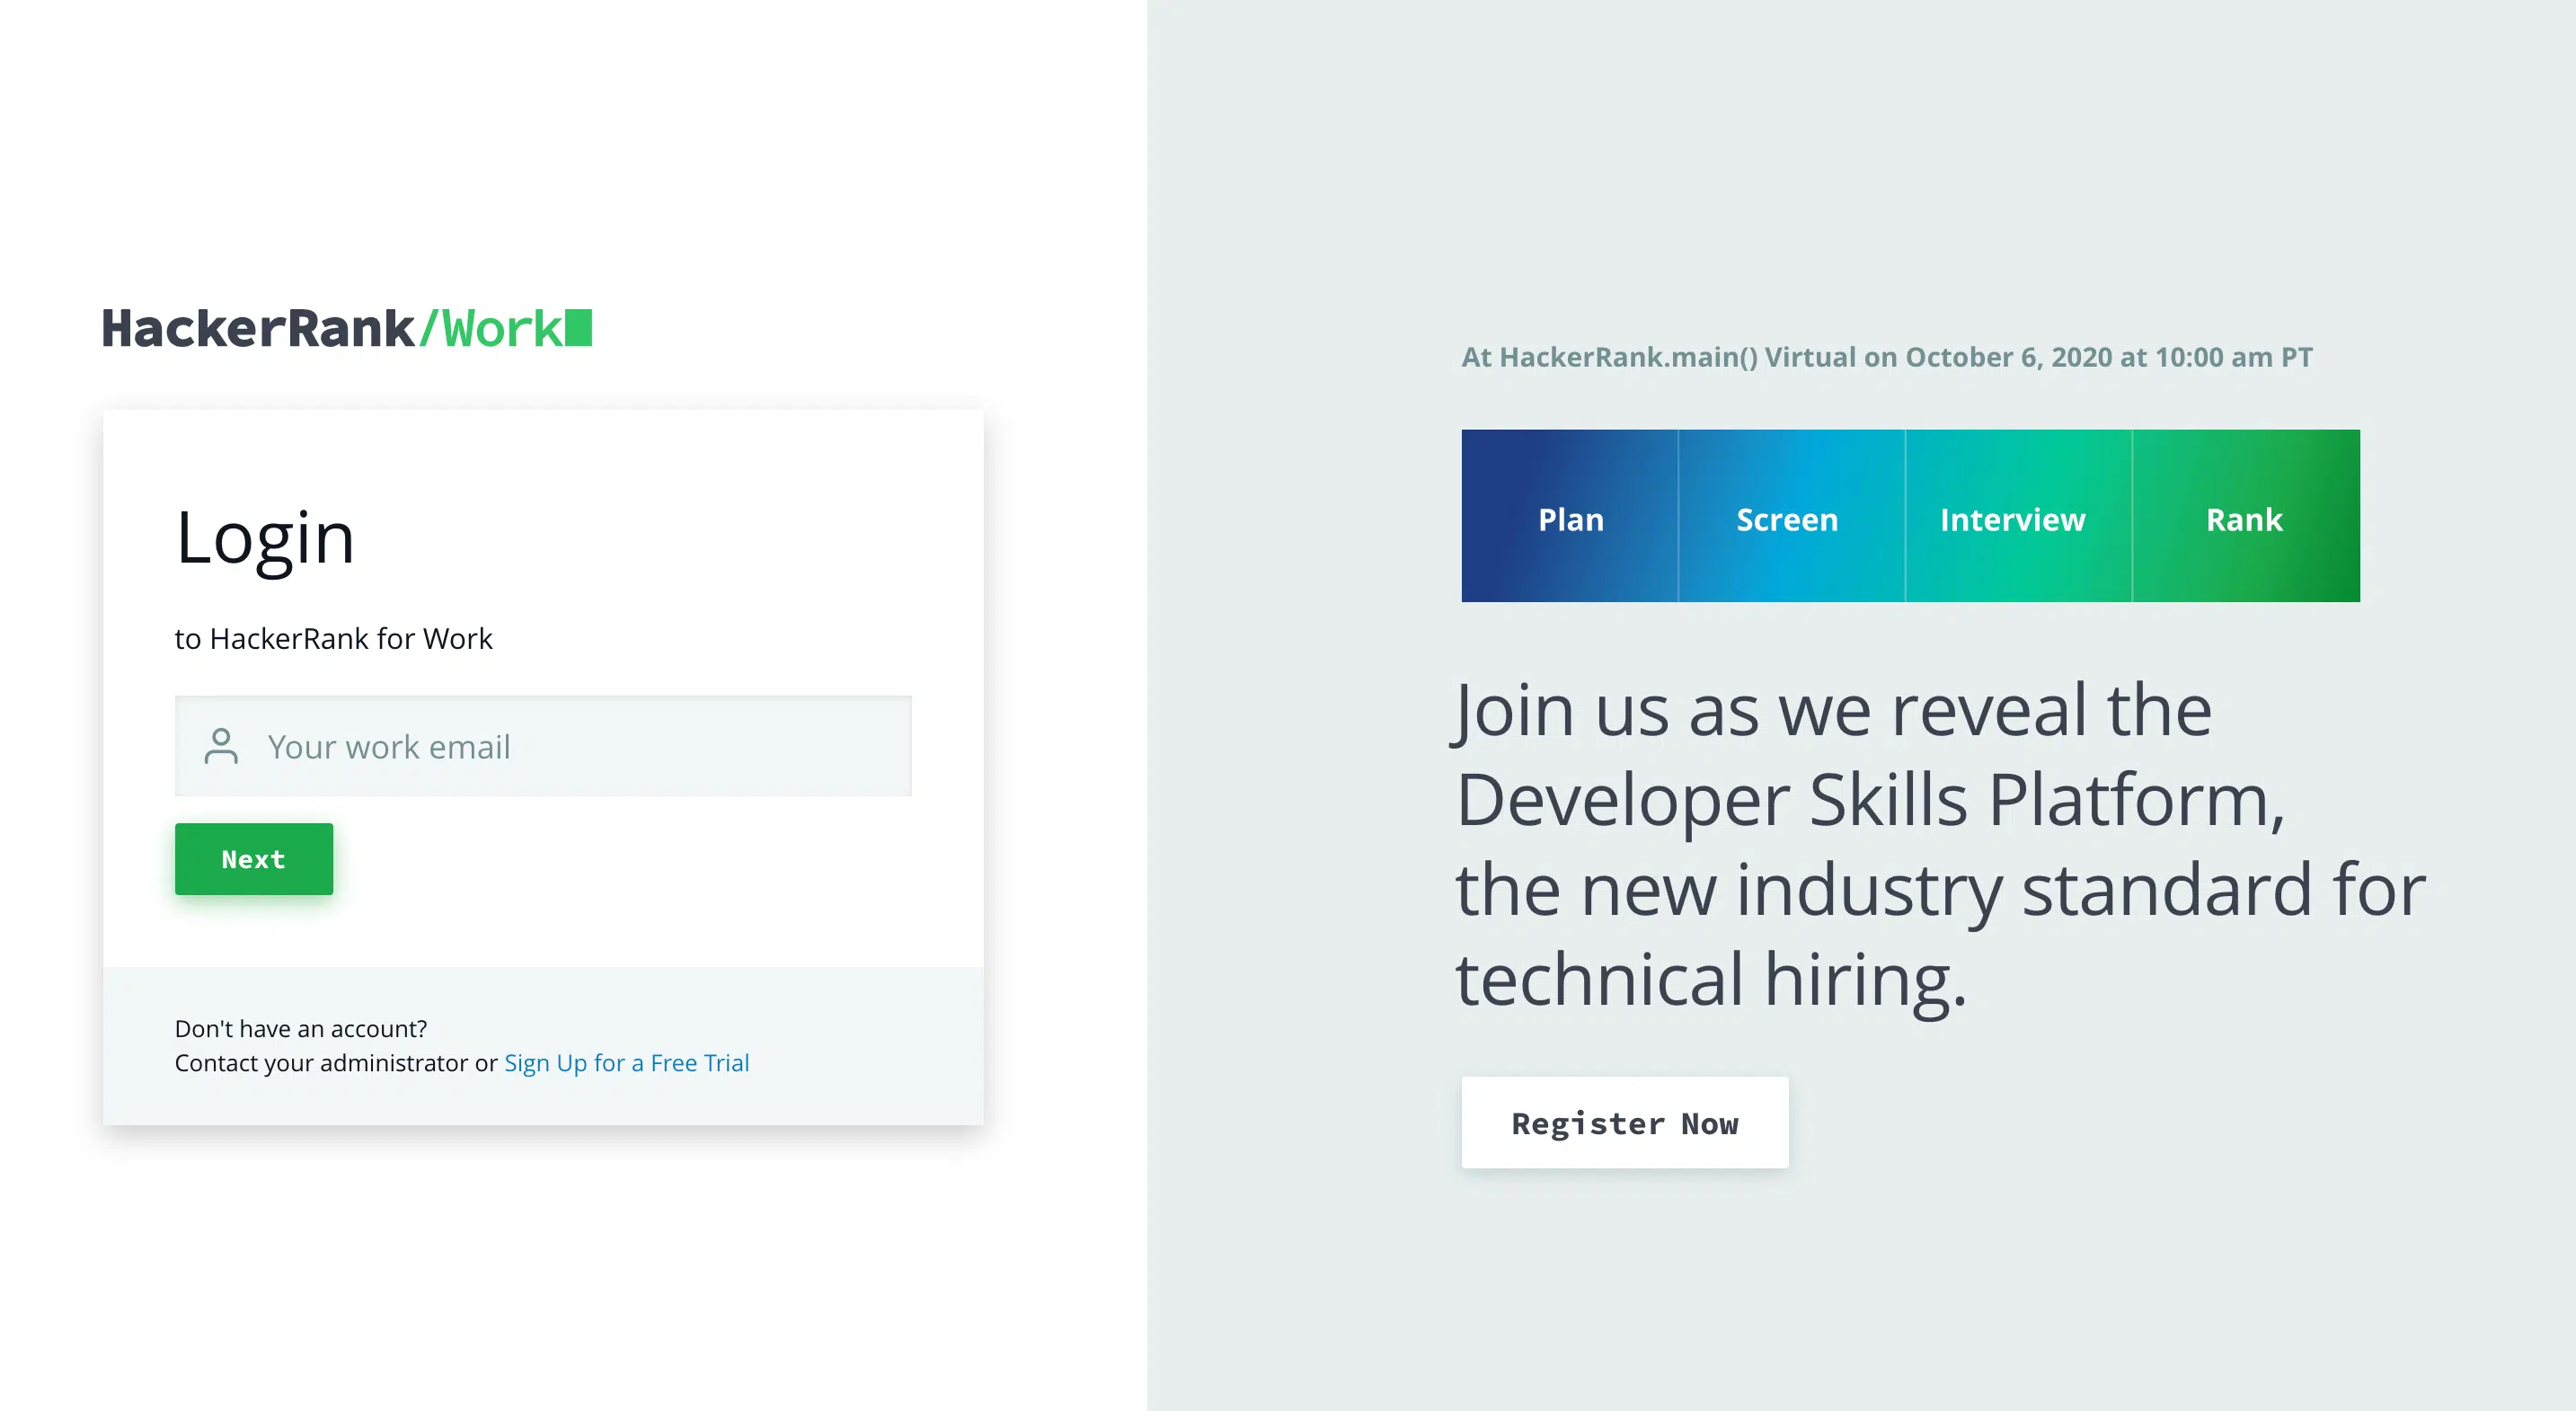 HackerRank/Work
Login
to HackerRank for Work
Your work email
Next
Don't have an account?
Contact your administrator or Sign Up for a Free Trial
At HackerRank.main() Virtual on October 6, 2020 at 10:00 am PT
Plan Screen Interview Rank
Join us as we reveal the
Developer Skills Platform,
the new industry standard for
technical hiring.
Register Now